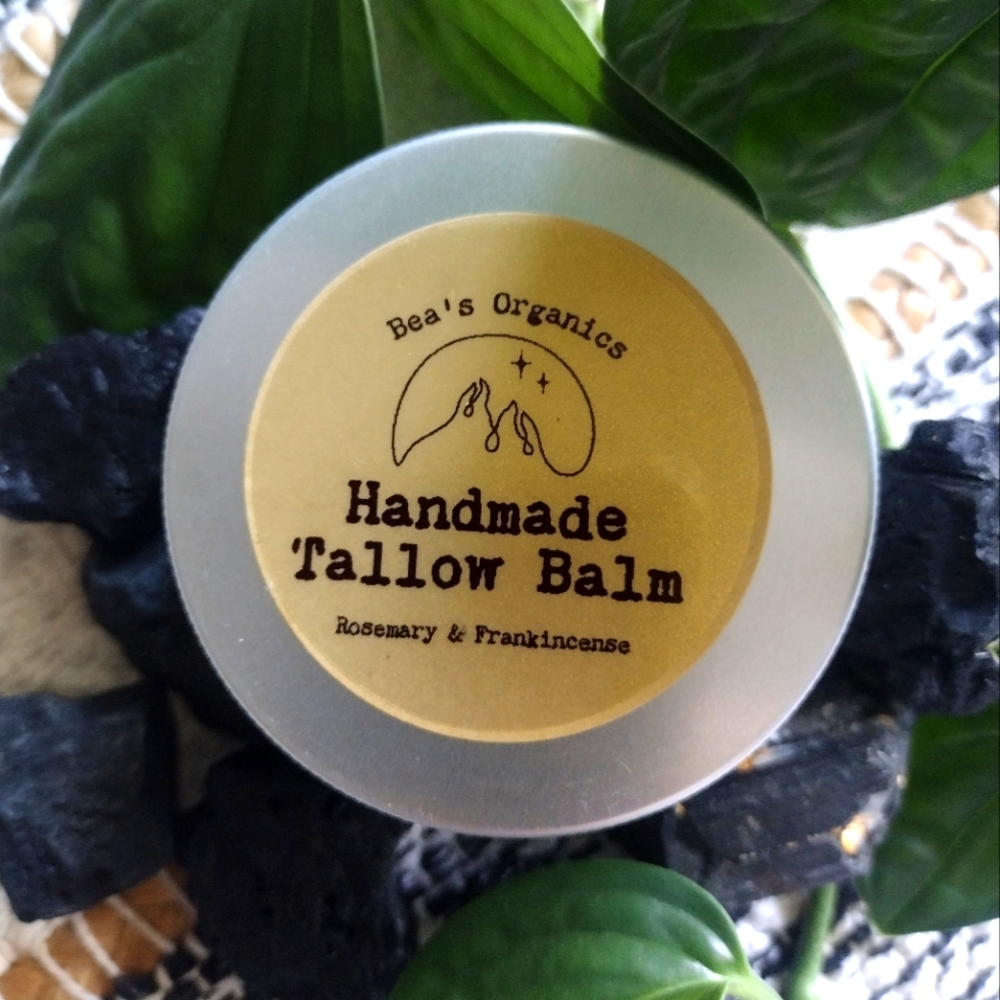 Bea's Organics
Handmade
Tallow Balm
Rosemary & Frankincense